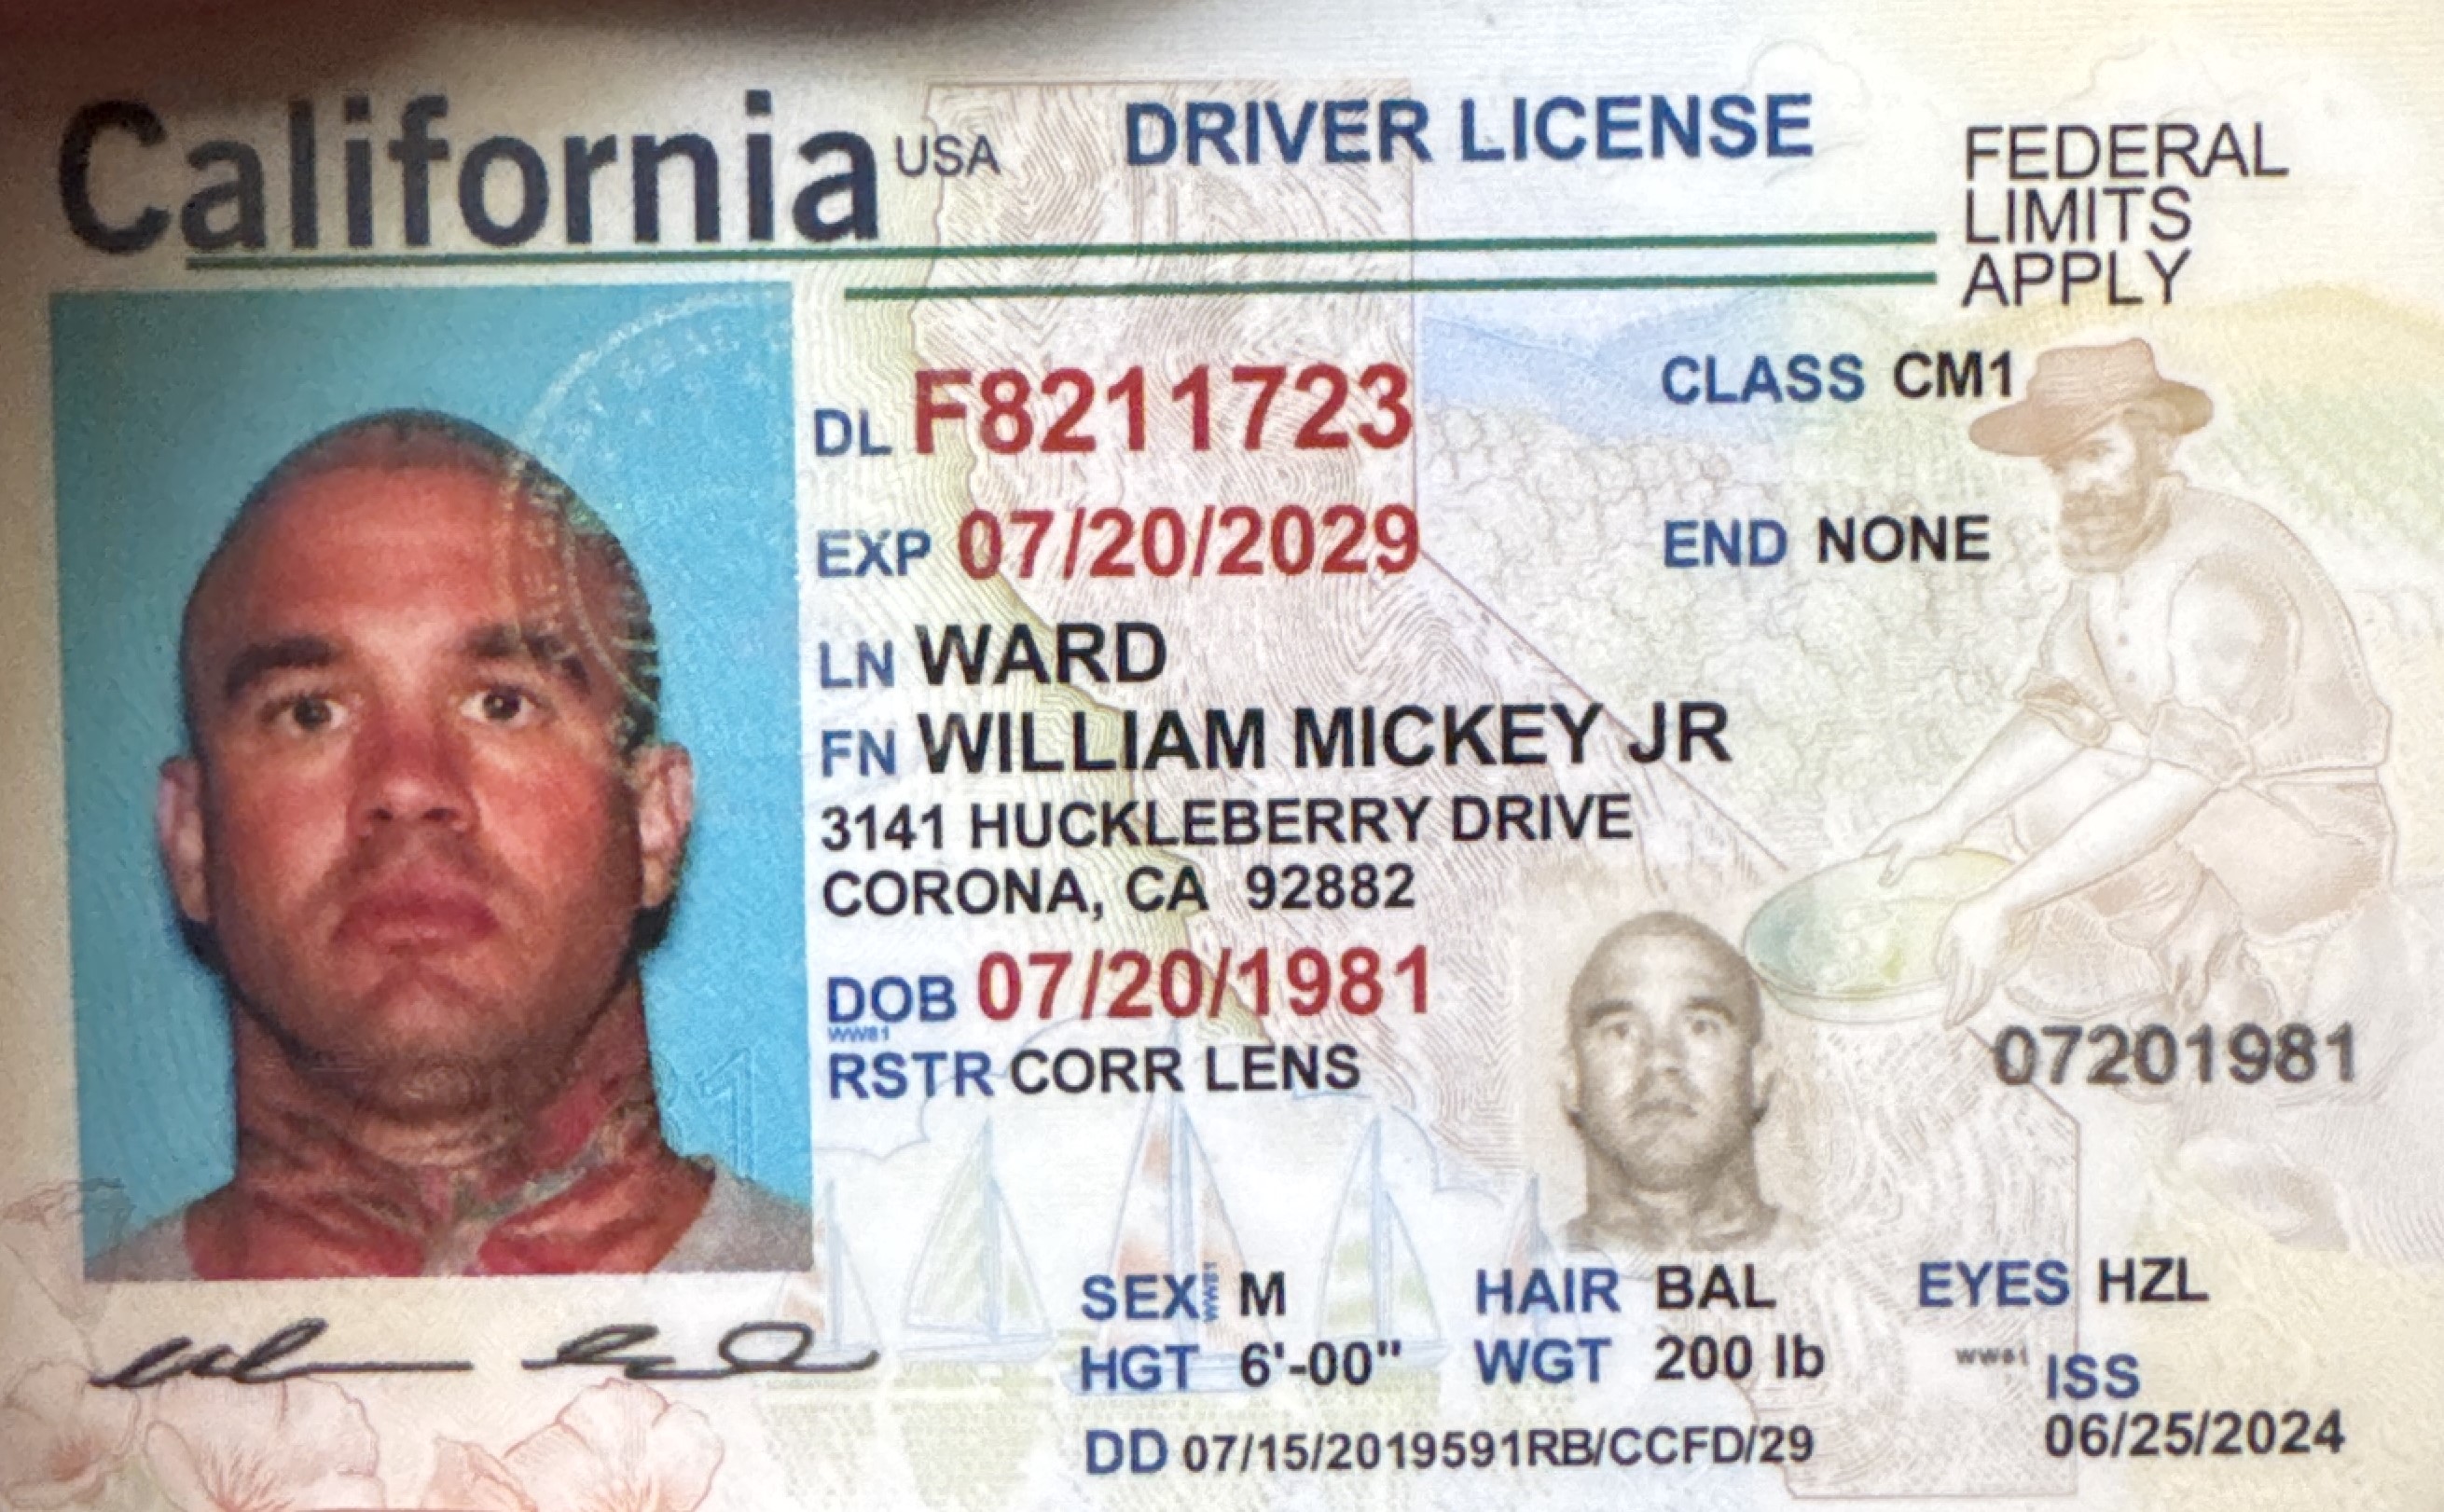 California USA DRIVER LICENSE
FEDERAL
LIMITS
APPLY
DL F8211723
CLASS CM1
EXP 07/20/2029
END NONE
LN WARD
FN WILLIAM MICKEY JR
3141 HUCKLEBERRY DRIVE
CORONA, CA 92882
DOB 07/20/1981
WW81
RSTR CORR LENS
07201981
SEX M HAIR BAL EYES HZL
WW81
HGT 6'-00" WGT 200 lb
WW81
ISS
06/25/2024
DD 07/15/2019591RB/CCFD/29